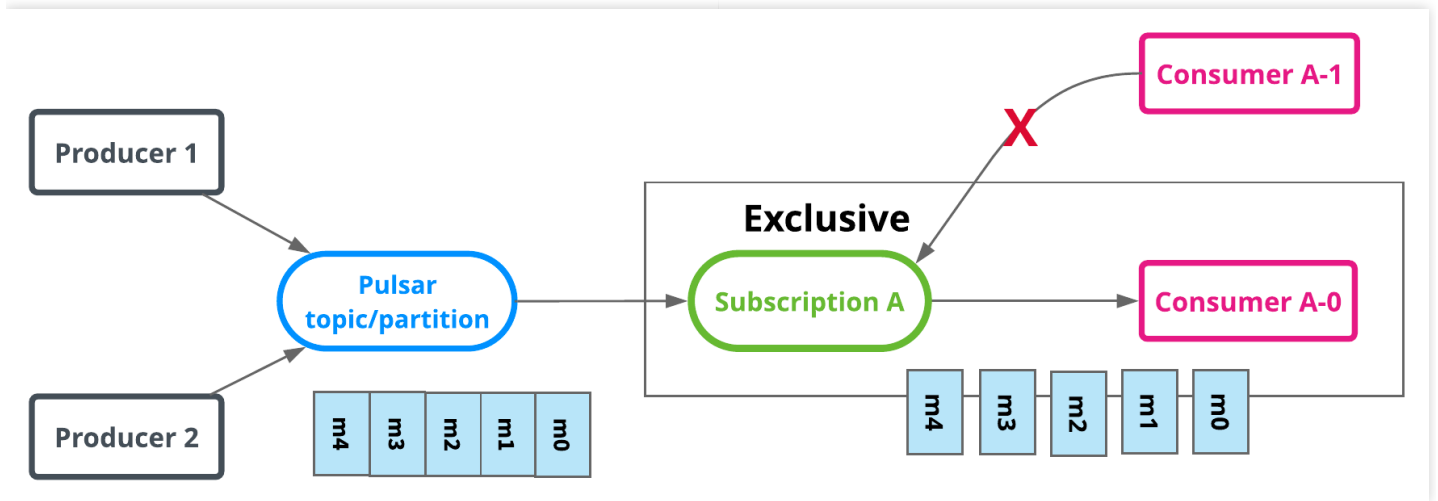 Consumer A-1
Producer 1
X
Exclusive
Pulsar
topic/partition
Subscription A
Consumer A-0
Producer 2
m4 m3 m2 m1 m0
m4 m3 m2 m1 m0